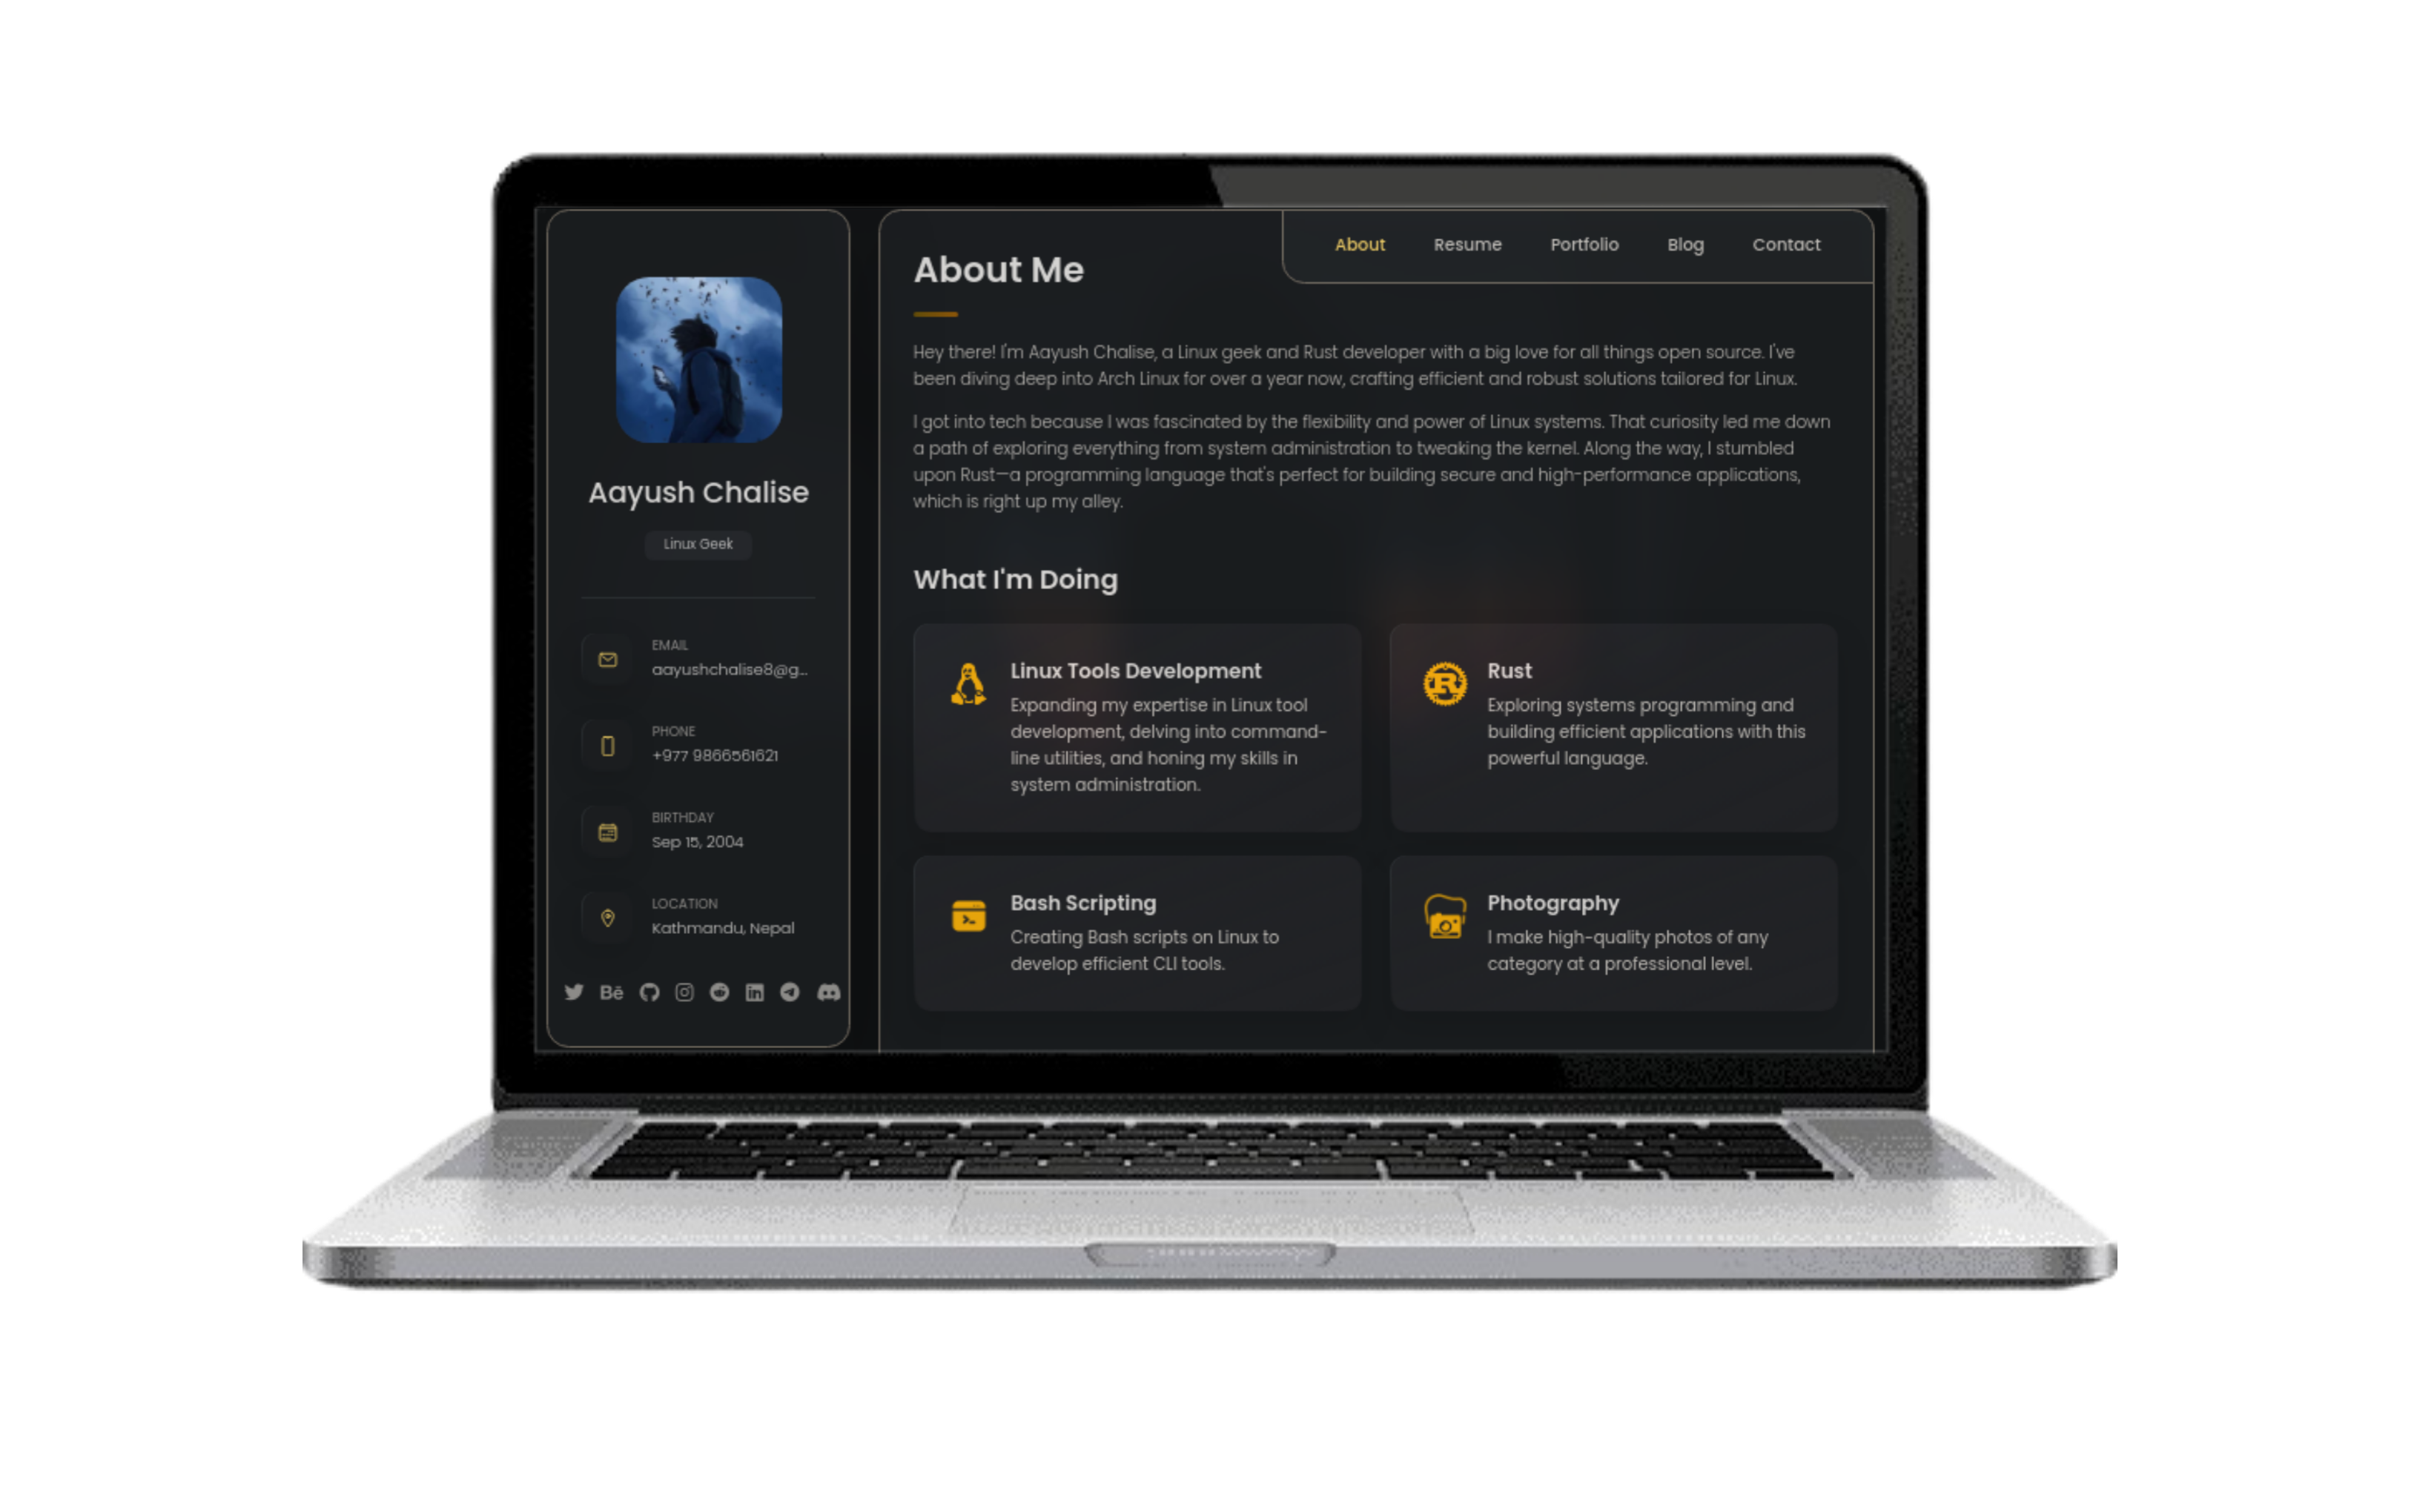 Aayush Chalise
Linux Geek
EMAIL
aayushchalise8@g...
PHONE
+977 9866561621
BIRTHDAY
Sep 15, 2004
LOCATION
Kathmandu, Nepal
Bē
in
About Resume Portfolio Blog Contact
About Me
Hey there! I'm Aayush Chalise, a Linux geek and Rust developer with a big love for all things open source. I've
been diving deep into Arch Linux for over a year now, crafting efficient and robust solutions tailored for Linux.
I got into tech because I was fascinated by the flexibility and power of Linux systems. That curiosity led me down
a path of exploring everything from system administration to tweaking the kernel. Along the way, I stumbled
upon Rust—a programming language that's perfect for building secure and high-performance applications,
which is right up my alley.
What I'm Doing
Linux Tools Development
Expanding my expertise in Linux tool
development, delving into command-
line utilities, and honing my skills in
system administration.
R
Rust
Exploring systems programming and
building efficient applications with this
powerful language.
Bash Scripting
Creating Bash scripts on Linux to
develop efficient CLI tools.
Photography
I make high-quality photos of any
category at a professional level.